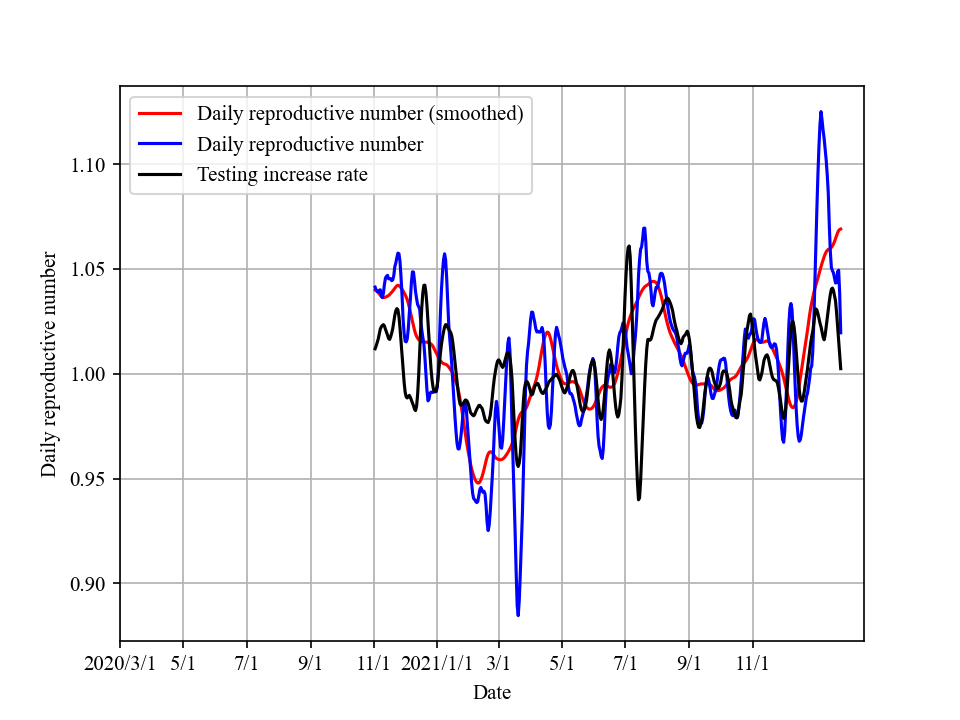 Daily reproductive number (smoothed)
Daily reproductive number
Testing increase rate
1.10
1.05
1.00
0.95
0.90
Daily reproductive number
2020/3/1 5/1 7/1 9/1 11/1 2021/1/1 3/1 5/1 7/1 9/1 11/1
Date